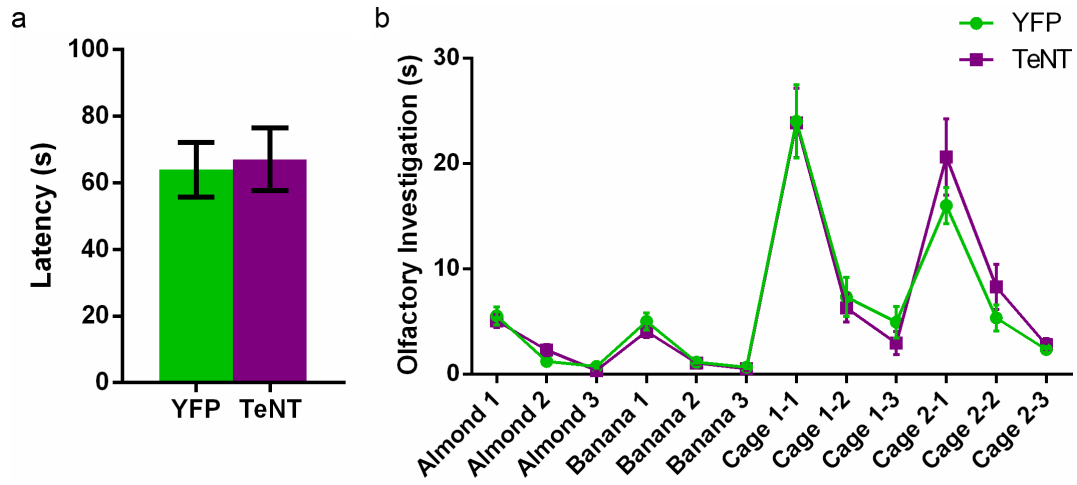 a
Latency (s)
100
80
60
40
20
0
YFP TeNT
b
Olfactory Investigation (s)
30
20
10
0
Almond 1
Almond 2
Almond 3
Banana 1
Banana 2
Banana 3
Cage 1-1
Cage 1-2
Cage 1-3
Cage 2-1
Cage 2-2
Cage 2-3
YFP
TeNT